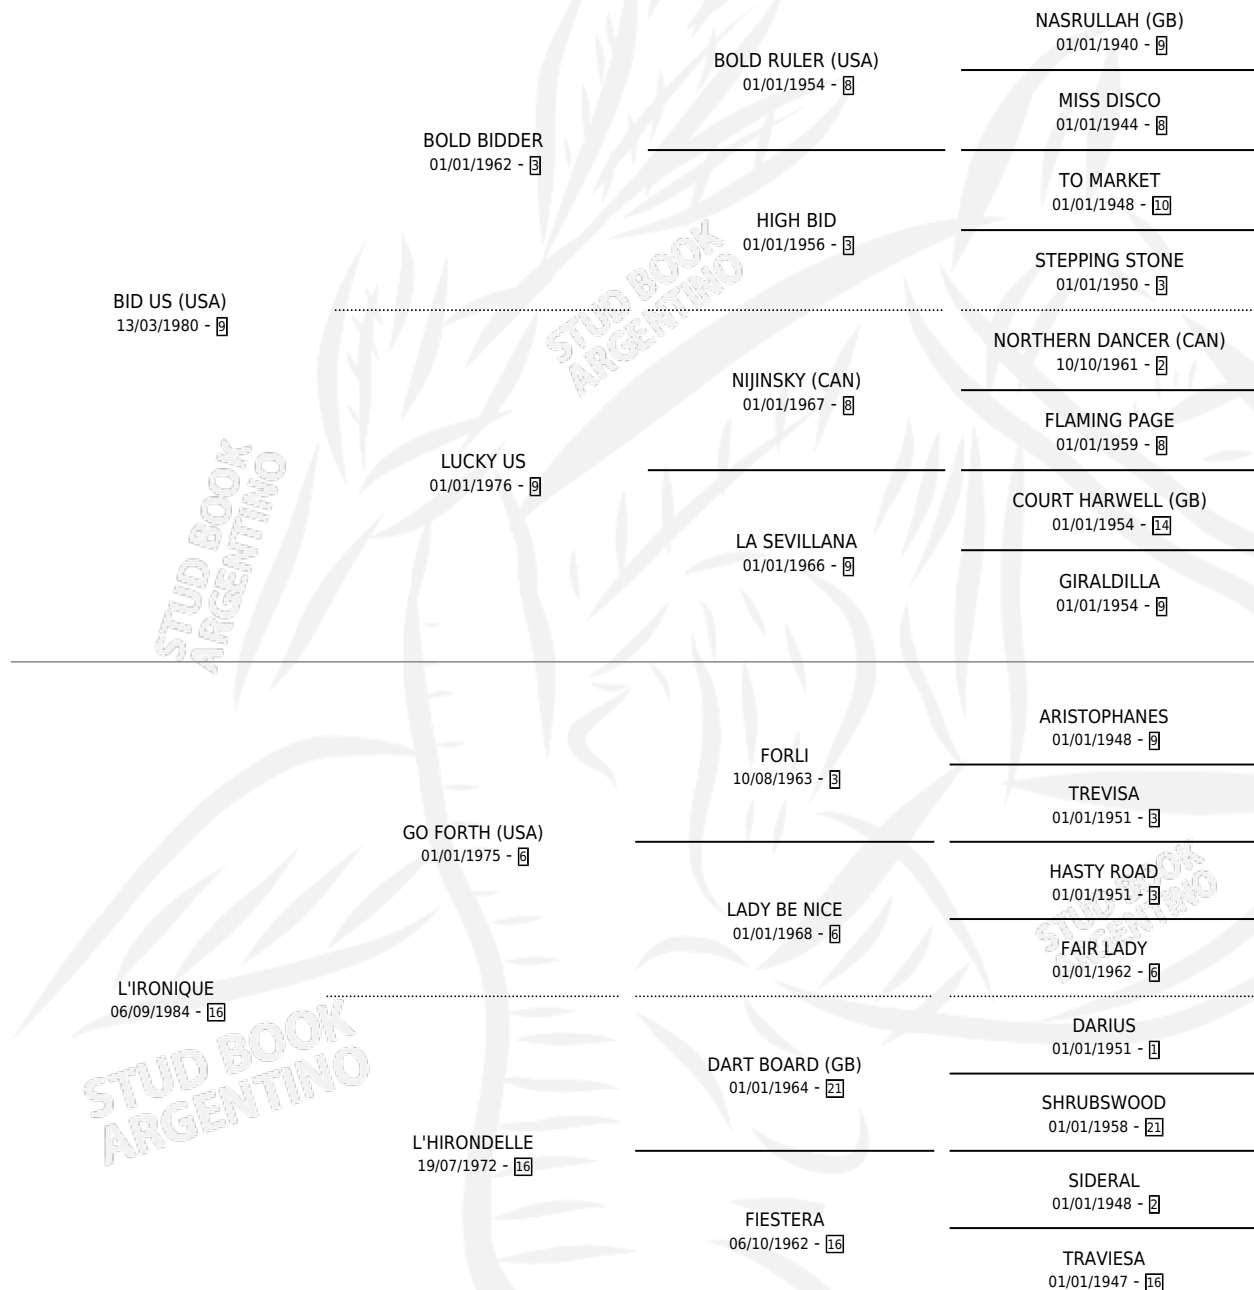 NASRULLAH (GB)
01/01/1940 - 9
BOLD RULER (USA)
01/01/1954 - 8
MISS DISCO
01/01/1944 - 8
BOLD BIDDER
01/01/1962 - 3
TO MARKET
01/01/1948 - 10
HIGH BID
01/01/1956 - 3
STEPPING STONE
01/01/1950 - 3
BID US (USA)
13/03/1980 - 9
STUD BOOK
ARGENTINO
NORTHERN DANCER (CAN)
10/10/1961 - 2
NIJINSKY (CAN)
01/01/1967 - 8
FLAMING PAGE
01/01/1959 - 8
LUCKY US
01/01/1976 - 9
COURT HARWELL (GB)
01/01/1954 - 14
LA SEVILLANA
01/01/1966 - 9
GIRALDILLA
01/01/1954 - 9
STUD BOOK
ARGENTINO
ARISTOPHANES
01/01/1948 - 9
FORLI
10/08/1963 - 3
TREVISA
01/01/1951 - 3
GO FORTH (USA)
01/01/1975 - 6
HASTY ROAD
01/01/1951 - 3
LADY BE NICE
01/01/1968 - 6
FAIR LADY
01/01/1962 - 6
STUD BOOK
ARGENTINO
L'IRONIQUE
06/09/1984 - 16
DARIUS
01/01/1951 - 1
DART BOARD (GB)
01/01/1964 - 21
SHRUBSWOOD
01/01/1958 - 21
STUD BOOK
ARGENTINO
L'HIRONDELLE
19/07/1972 - 16
SIDERAL
01/01/1948 - 2
FIESTERA
06/10/1962 - 16
TRAVIESA
01/01/1947 - 16